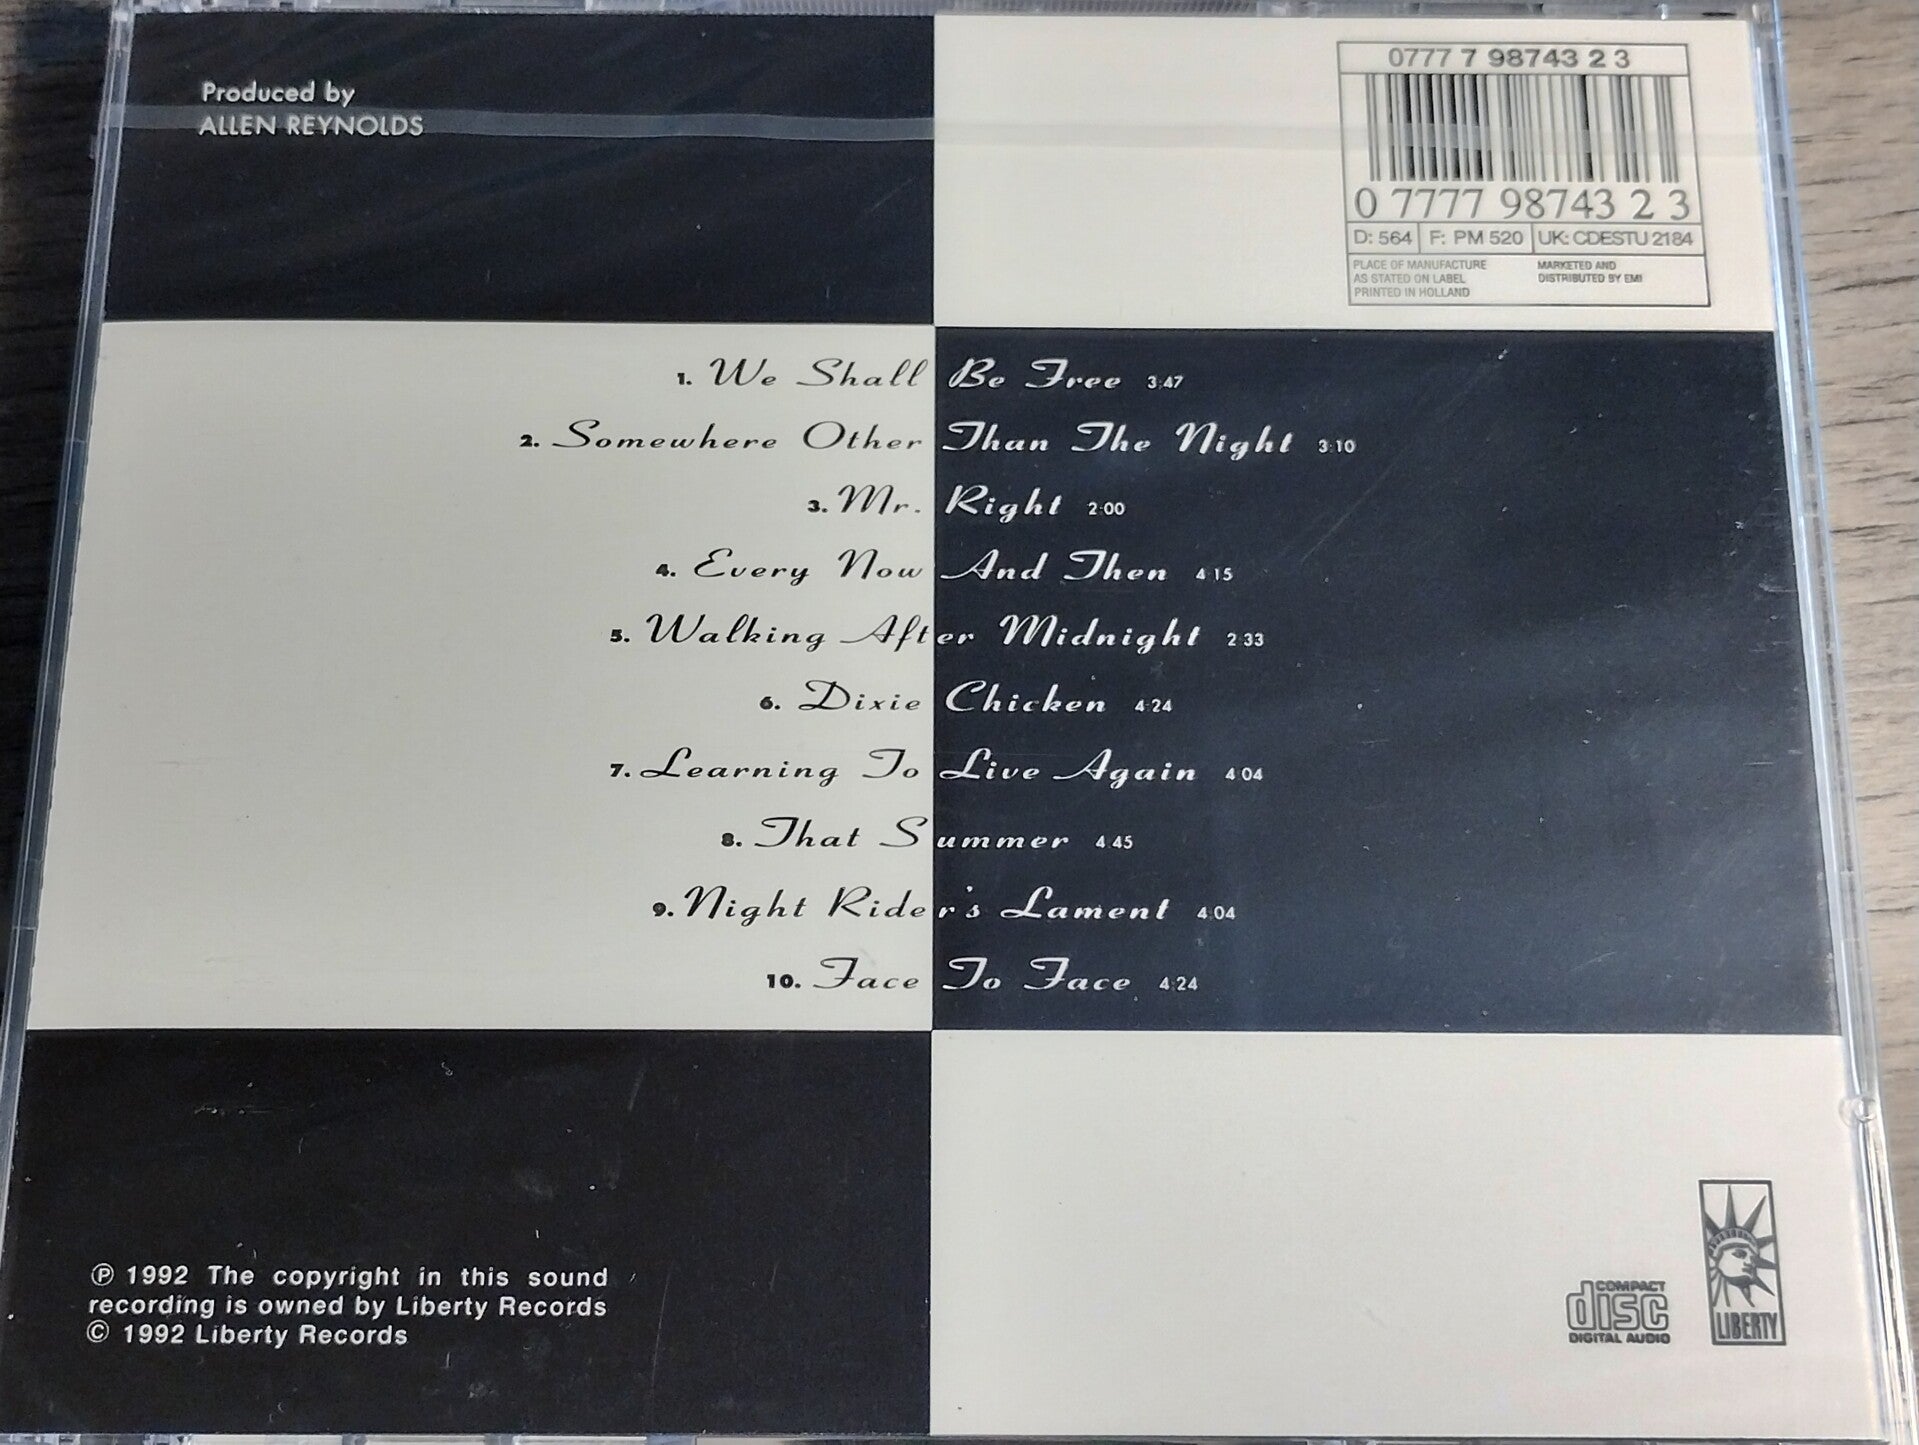 Produced by
ALLEN REYNOLDS
0777 7 98743 2 3
0 7777 98743 2 3
D: 564 F: PM 520 UK: CDESTU 2184
PLACE OF MANUFACTURE
AS STATED ON LABEL
PRINTED IN HOLLAND
MARKETED AND
DISTRIBUTED BY EMI
1. We Shall Be Free 3:47
2. Somewhere Other Than The Night 3:10
3. Mr. Right 2:00
4. Every Now And Then 4:15
5. Walking After Midnight 2:33
6. Dixie Chicken 4:24
7. Learning To Live Again 4:04
8. That Summer 4:45
9. Night Rider's Lament 4:04
10. Face To Face 4:24
℗ 1992 The copyright in this sound
recording is owned by Liberty Records
© 1992 Liberty Records
COMPACT
disc
DIGITAL AUDIO
LIBERTY